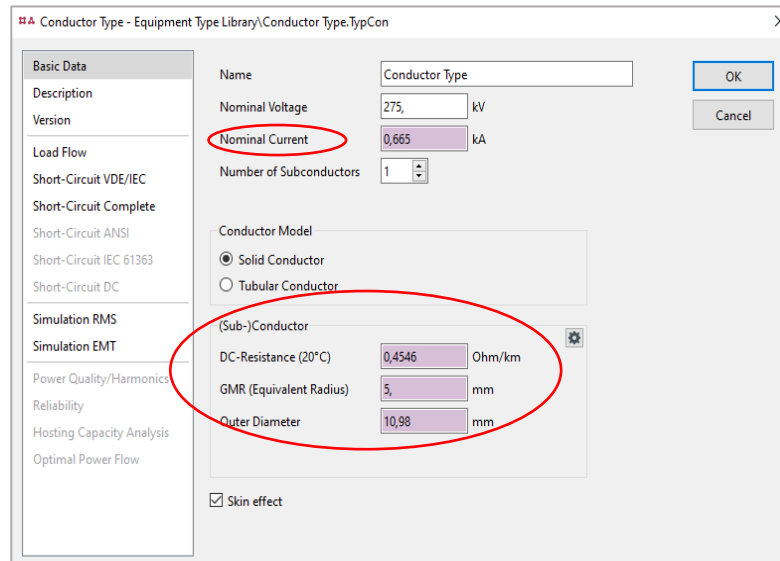 Conductor Type - Equipment Type Library\Conductor Type.TypCon
Basic Data
Description
Version
Load Flow
Short-Circuit VDE/IEC
Short-Circuit Complete
Short-Circuit ANSI
Short-Circuit IEC 61363
Short-Circuit DC
Simulation RMS
Simulation EMT
Power Quality/Harmonics
Reliability
Hosting Capacity Analysis
Optimal Power Flow
Name Conductor Type
Nominal Voltage 275, kV
Nominal Current 0,665 kA
Number of Subconductors 1
Conductor Model
Solid Conductor
Tubular Conductor
(Sub-)Conductor
DC-Resistance (20°C) 0,4546 Ohm/km
GMR (Equivalent Radius) 5, mm
Outer Diameter 10,98 mm
Skin effect
OK
Cancel